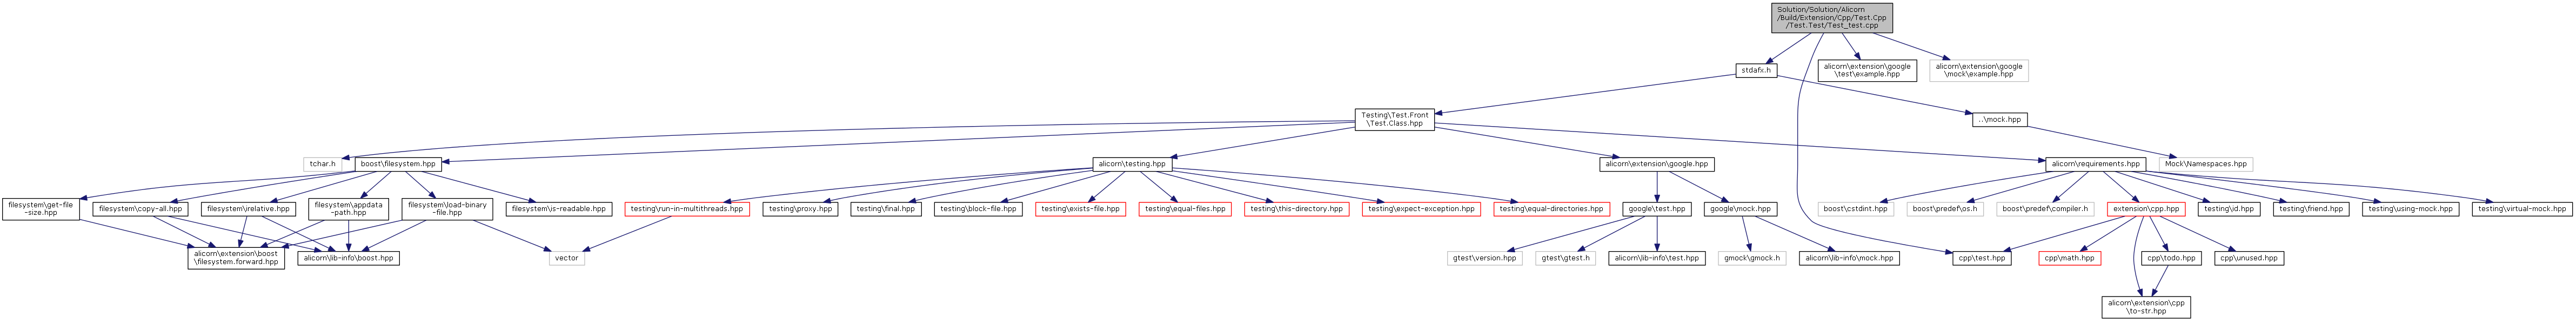 Solution/Solution/Alicorn
/Build/Extension/Cpp/Test.Cpp
/Test.Test/Test_test.cpp
stdafx.h
alicorn\extension\google
\test\example.hpp
alicorn\extension\google
\mock\example.hpp
Testing\Test.Front
\Test.Class.hpp
..\mock.hpp
tchar.h
boost\filesystem.hpp
alicorn\testing.hpp
alicorn\extension\google.hpp
alicorn\requirements.hpp
Mock\Namespaces.hpp
filesystem\get-file
-size.hpp
filesystem\copy-all.hpp
filesystem\relative.hpp
filesystem\appdata
-path.hpp
filesystem\load-binary
-file.hpp
filesystem\is-readable.hpp
testing\run-in-multithreads.hpp
testing\proxy.hpp
testing\final.hpp
testing\block-file.hpp
testing\exists-file.hpp
testing\equal-files.hpp
testing\this-directory.hpp
testing\expect-exception.hpp
testing\equal-directories.hpp
google\test.hpp
google\mock.hpp
boost\cstdint.hpp
boost\predef\os.h
boost\predef\compiler.h
extension\cpp.hpp
testing\id.hpp
testing\friend.hpp
testing\using-mock.hpp
testing\virtual-mock.hpp
alicorn\extension\boost
\filesystem.forward.hpp
alicorn\lib-info\boost.hpp
vector
gtest\version.hpp
gtest\gtest.h
alicorn\lib-info\test.hpp
gmock\gmock.h
alicorn\lib-info\mock.hpp
cpp\test.hpp
cpp\math.hpp
cpp\todo.hpp
cpp\unused.hpp
alicorn\extension\cpp
\to-str.hpp